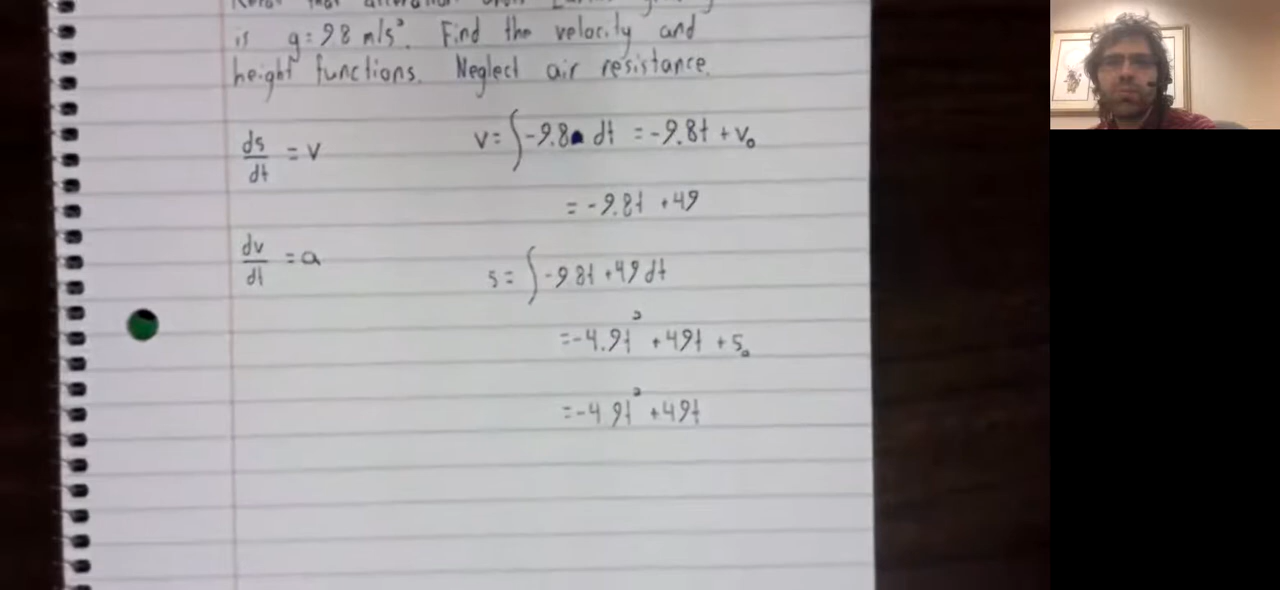 is g = 9.8 m/s². Find the velocity and
height functions. Neglect air resistance.
ds/dt = v
v = ∫ -9.8 dt = -9.8t + v₀
= -9.8t + 49
dv/dt = a
s = ∫ -9.8t + 49 dt
= -4.9t² + 49t + s₀
= -4.9t² + 49t